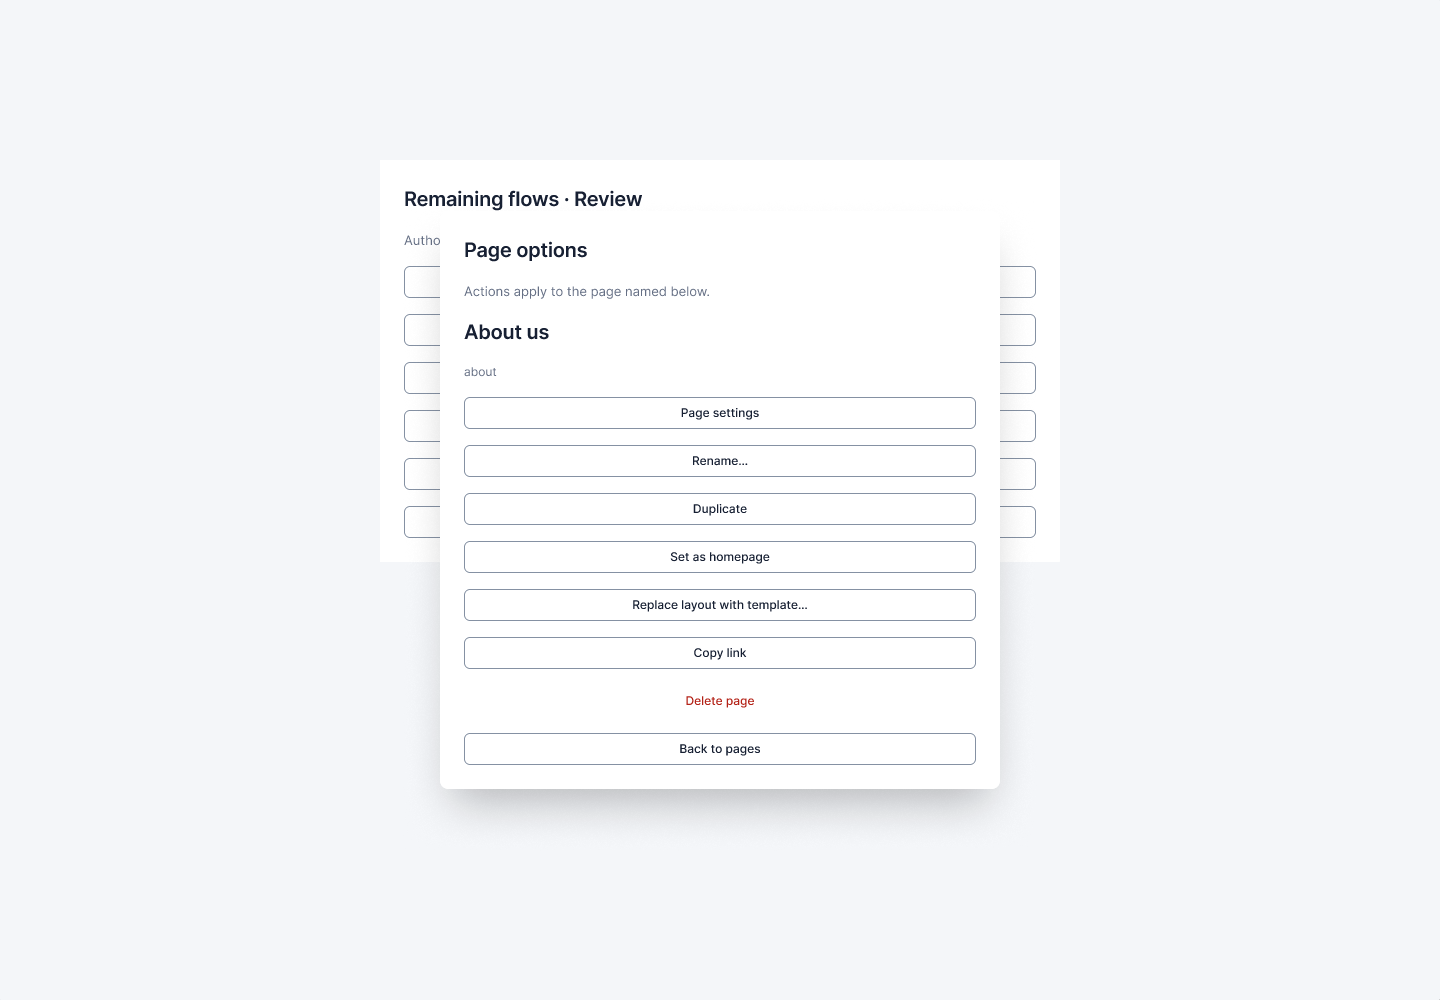 Remaining flows · Review
Page options
Actions apply to the page named below.
About us
about
Page settings
Rename...
Duplicate
Set as homepage
Replace layout with template...
Copy link
Delete page
Back to pages